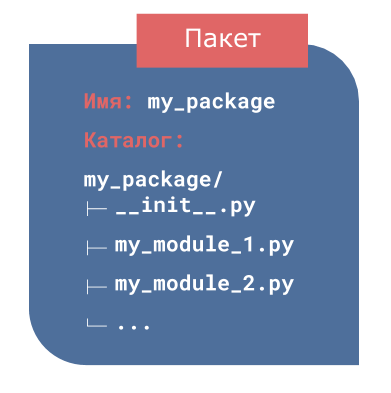 Пакет
Имя: my_package
Каталог:
my_package/
├─ __init__.py
├─ my_module_1.py
├─ my_module_2.py
└─ ...